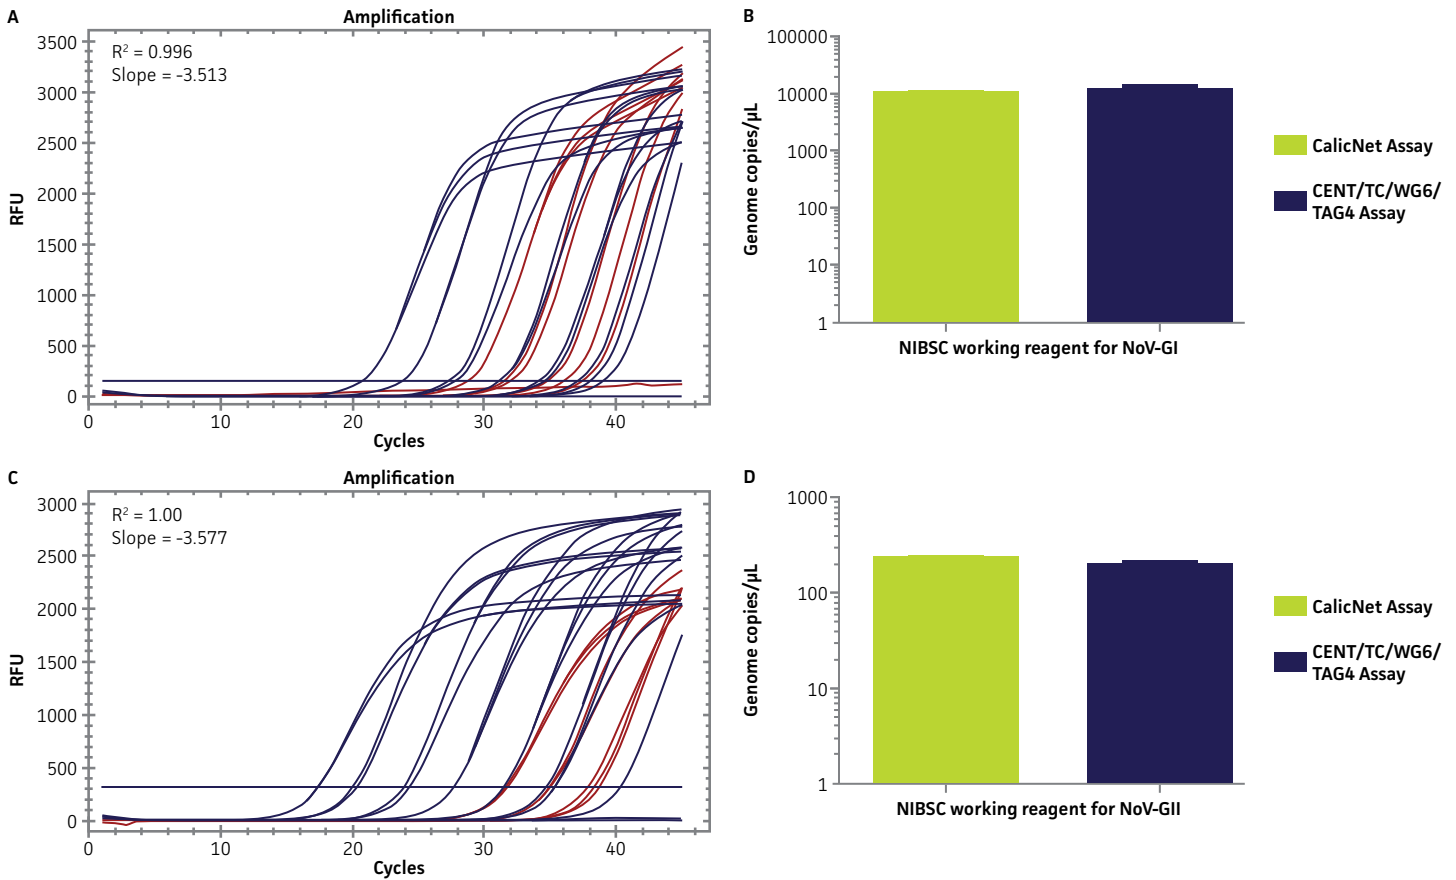 A
Amplification
R² = 0.996
Slope = -3.513
3500
3000
2500
2000
1500
1000
500
0
RFU
0 10 20 30 40
Cycles
B
100000
10000
1000
100
10
1
Genome copies/µL
NIBSC working reagent for NoV-GI
CalicNet Assay
CENT/TC/WG6/
TAG4 Assay
C
Amplification
R² = 1.00
Slope = -3.577
3000
2500
2000
1500
1000
500
0
RFU
0 10 20 30 40
Cycles
D
1000
100
10
1
Genome copies/µL
NIBSC working reagent for NoV-GII
CalicNet Assay
CENT/TC/WG6/
TAG4 Assay